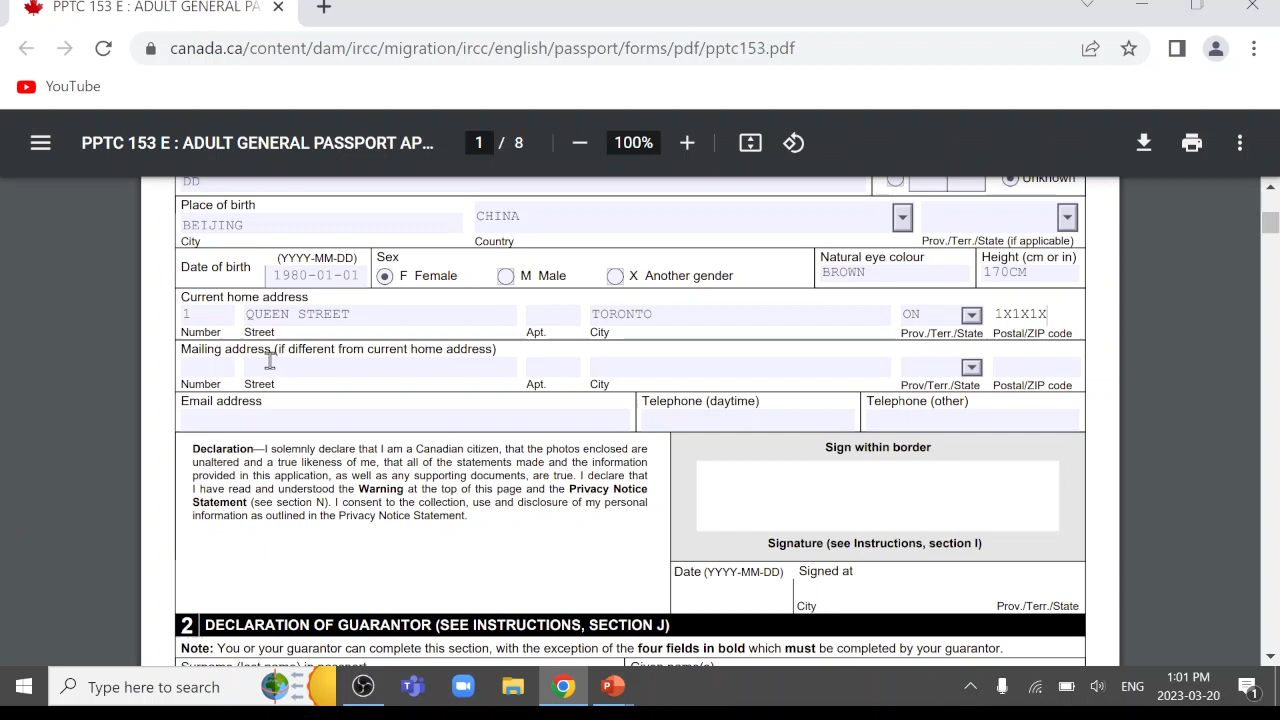 PPTC 153 E : ADULT GENERAL PA
canada.ca/content/dam/ircc/migration/ircc/english/passport/forms/pdf/pptc153.pdf
YouTube
PPTC 153 E : ADULT GENERAL PASSPORT AP... 1 / 8 100%
DD Unknown
Place of birth
BEIJING CHINA
City Country Prov./Terr./State (if applicable)
Date of birth (YYYY-MM-DD) Sex Natural eye colour Height (cm or in)
1980-01-01 F Female M Male X Another gender BROWN 170CM
Current home address
1 QUEEN STREET TORONTO ON 1X1X1X
Number Street Apt. City Prov./Terr./State Postal/ZIP code
Mailing address (if different from current home address)
Number Street Apt. City Prov/Terr./State Postal/ZIP code
Email address Telephone (daytime) Telephone (other)
Declaration—I solemnly declare that I am a Canadian citizen, that the photos enclosed are
unaltered and a true likeness of me, that all of the statements made and the information
provided in this application, as well as any supporting documents, are true. I declare that
I have read and understood the Warning at the top of this page and the Privacy Notice
Statement (see section N). I consent to the collection, use and disclosure of my personal
information as outlined in the Privacy Notice Statement.
Sign within border
Signature (see Instructions, section I)
Date (YYYY-MM-DD) Signed at
City Prov./Terr./State
2 DECLARATION OF GUARANTOR (SEE INSTRUCTIONS, SECTION J)
Note: You or your guarantor can complete this section, with the exception of the four fields in bold which must be completed by your guarantor.
Surname (last name) in passport Given name(s)
Type here to search ENG 1:01 PM
2023-03-20 1